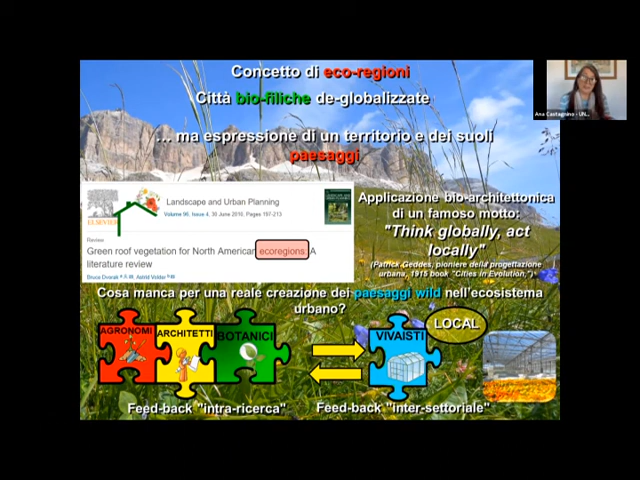 Concetto di eco-regioni
Città bio-filiche de-globalizzate
... ma espressione di un territorio e dei suoli
paesaggi
Ana Castagnino - UN...
ELSEVIER
Landscape and Urban Planning
Volume 96, Issue 4, 30 June 2010, Pages 197-213
Review
Green roof vegetation for North American ecoregions: A
literature review
Bruce Dvorak, Astrid Volder
Applicazione bio-architettonica
di un famoso motto:
"Think globally, act
locally"
(Patrick Geddes, pioniere della progettazione
urbana, 1915 book "Cities in Evolution,")
Cosa manca per una reale creazione dei paesaggi wild nell'ecosistema
urbano?
AGRONOMI
ARCHITETTI
BOTANICI
VIVAISTI
LOCAL
Feed-back "intra-ricerca"
Feed-back "inter-settoriale"